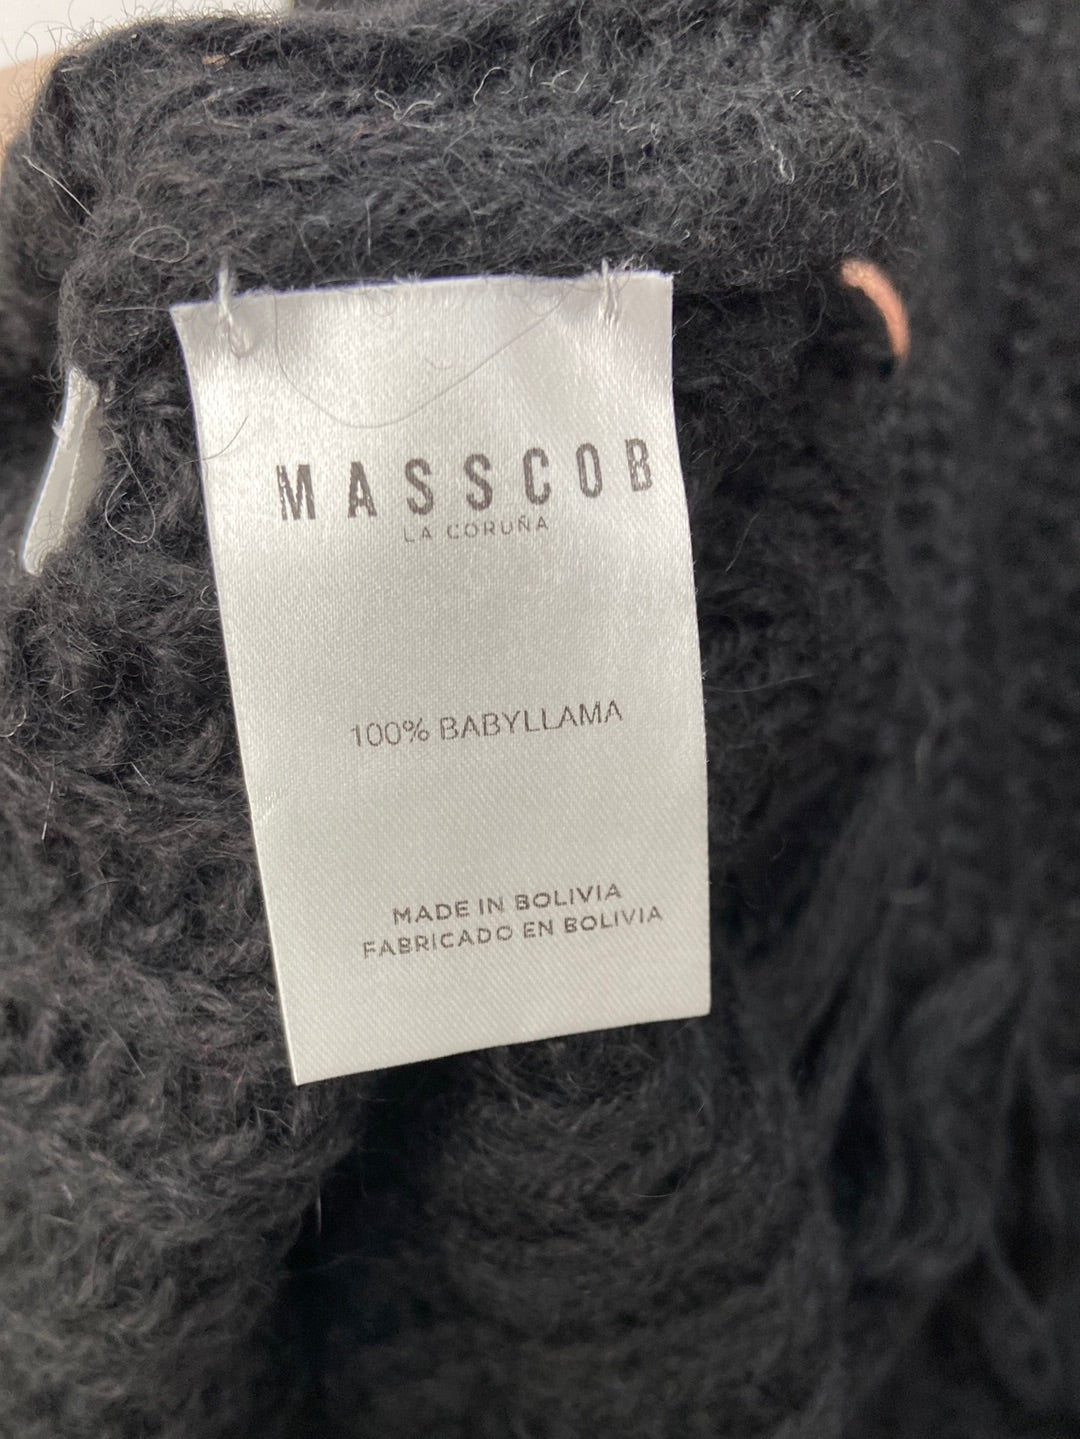 MASSCOB
LA CORUÑA
100% BABYLLAMA
MADE IN BOLIVIA
FABRICADO EN BOLIVIA